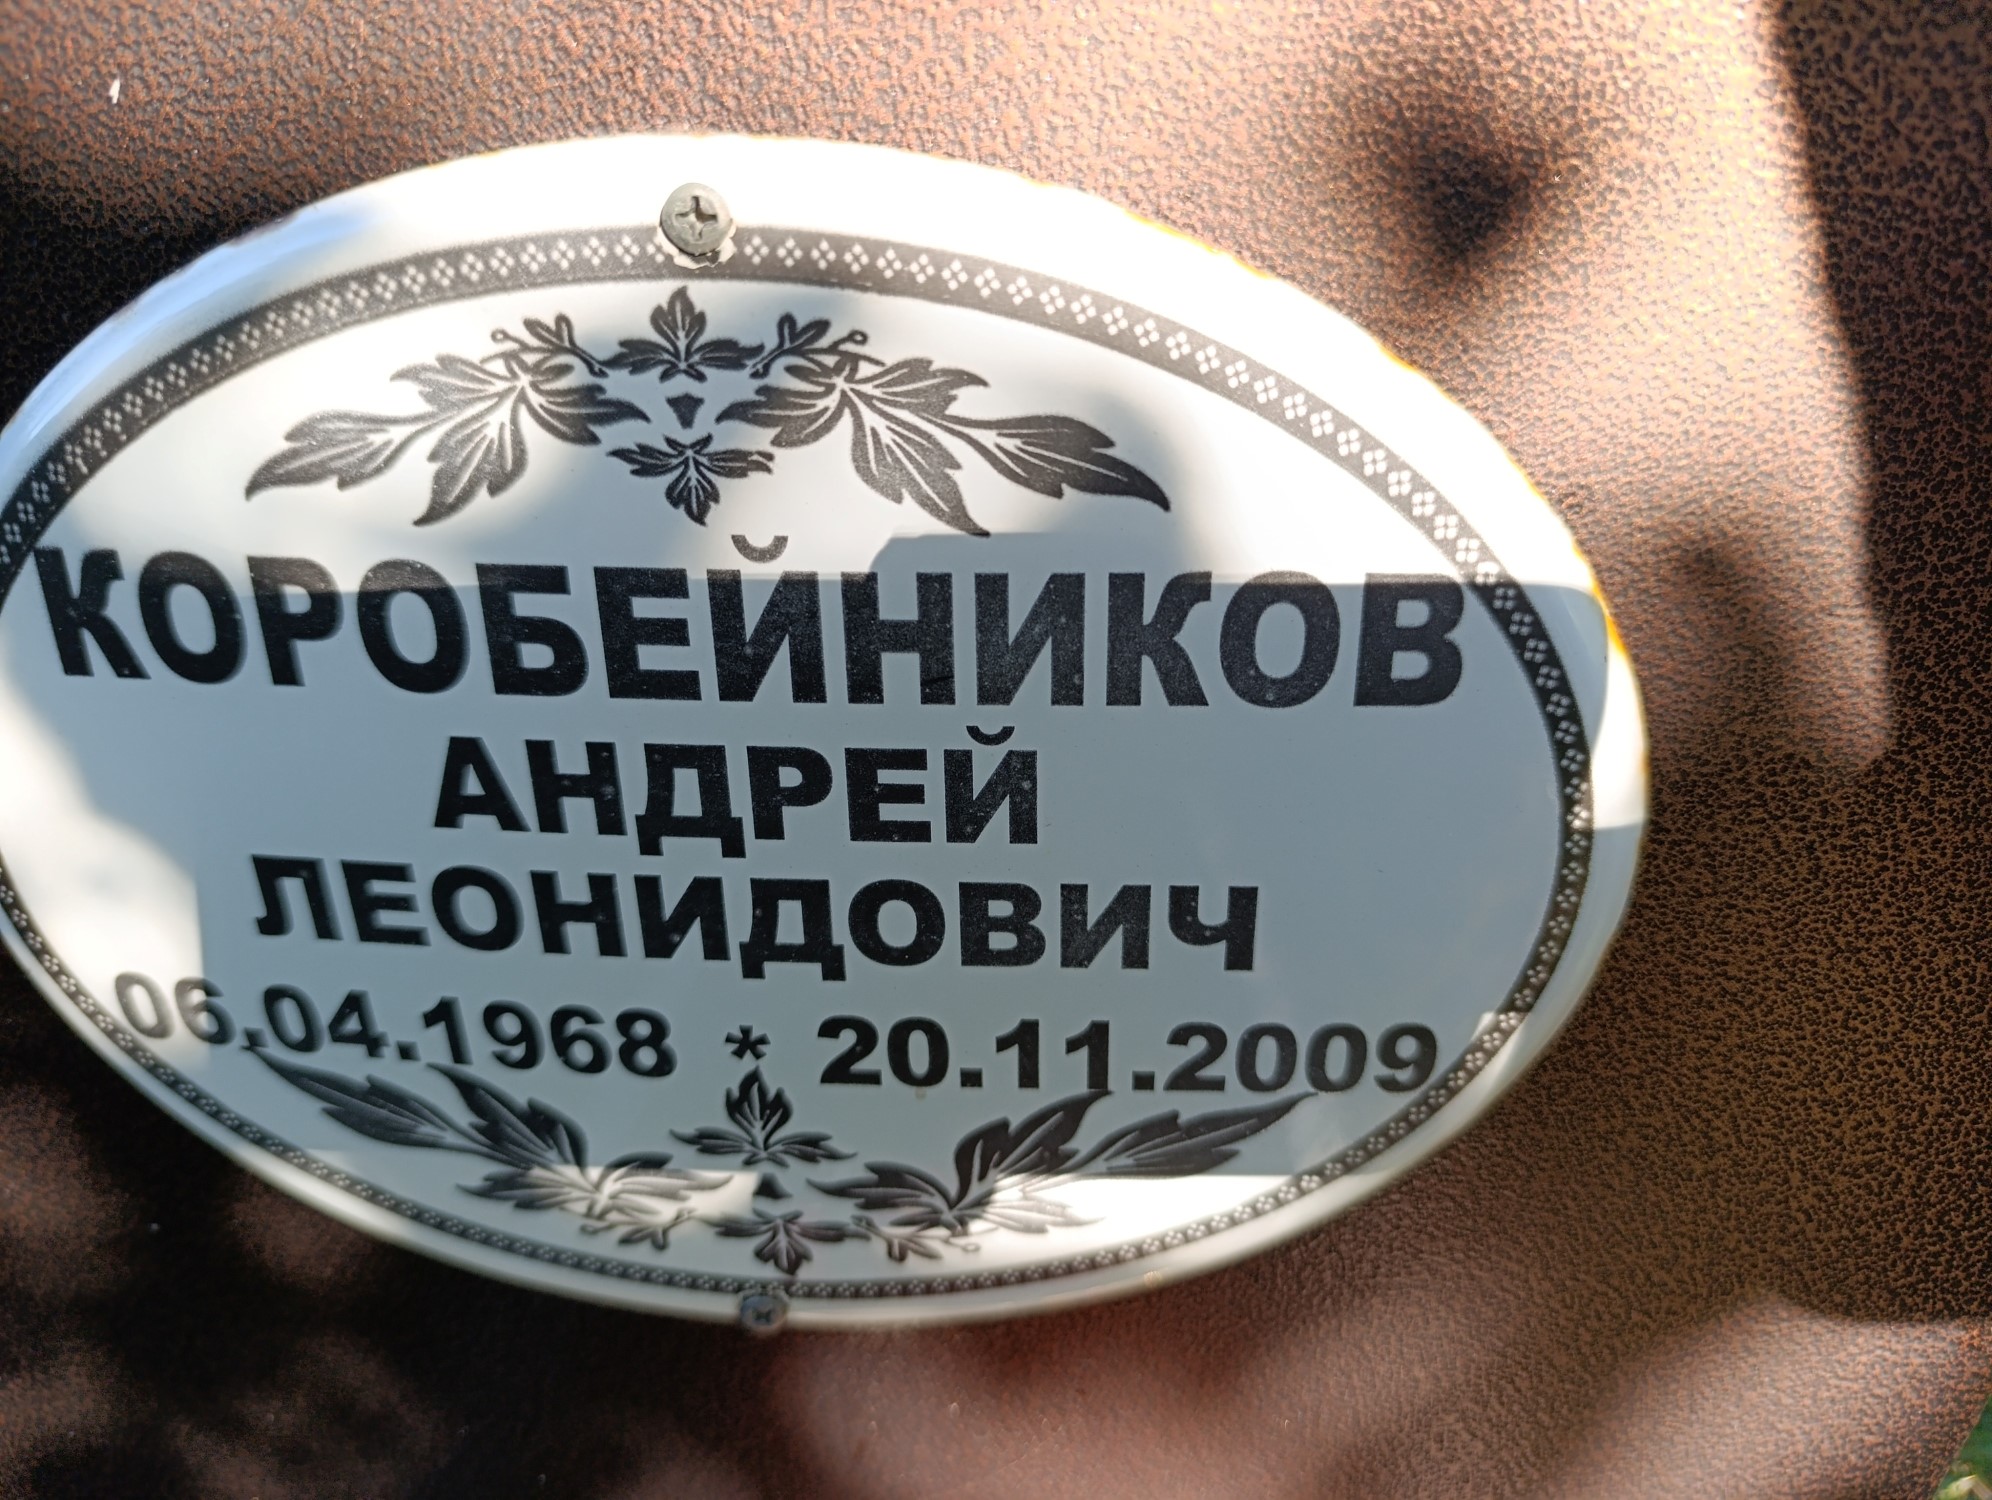 КОРОБЕЙНИКОВ
АНДРЕЙ
ЛЕОНИДОВИЧ
06.04.1968 * 20.11.2009